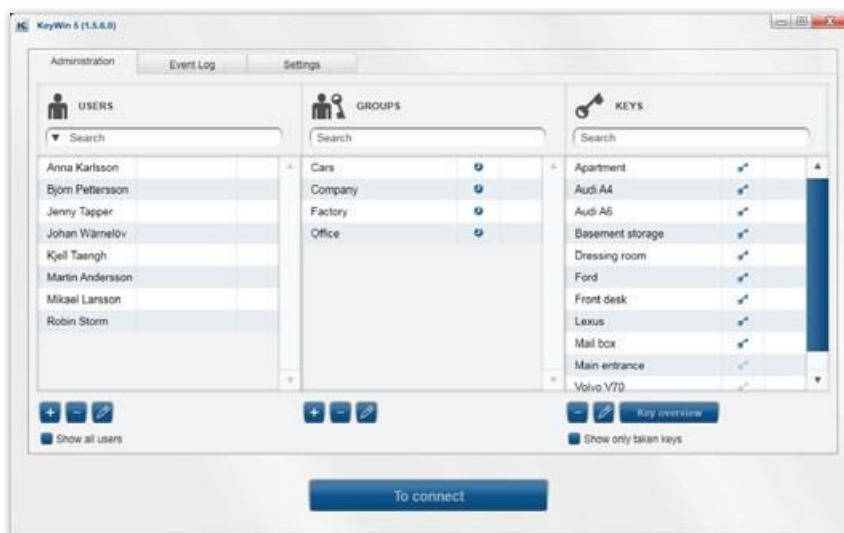 KeyWin 5 (1.5.6.0)
Administration
Event Log
Settings
USERS
Search
Anna Karlsson
Björn Pettersson
Jenny Tapper
Johan Wärnelöv
Kjell Taengh
Martin Andersson
Mikael Larsson
Robin Storm
Show all users
GROUPS
Search
Cars
Company
Factory
Office
KEYS
Search
Apartment
Audi A4
Audi A6
Basement storage
Dressing room
Ford
Front desk
Lexus
Mail box
Main entrance
Volvo V70
Key overview
Show only taken keys
To connect